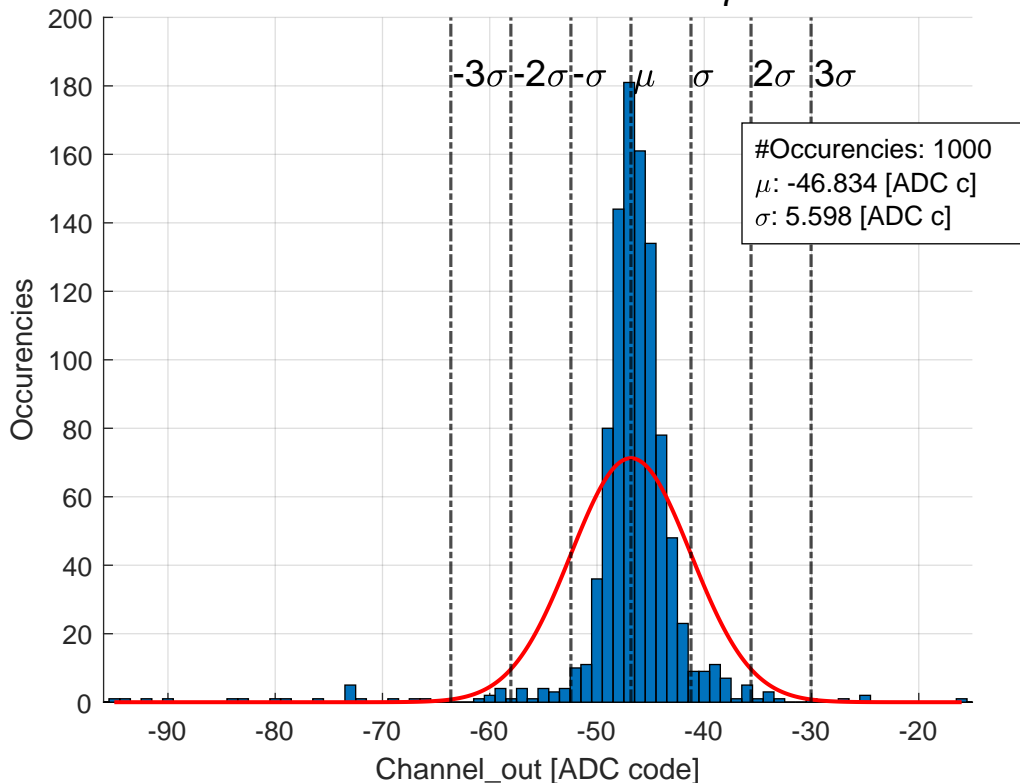 200
180
160
140
120
100
80
60
40
20
0
Occurencies
-3σ -2σ -σ μ σ 2σ 3σ
#Occurencies: 1000
μ: -46.834 [ADC c]
σ: 5.598 [ADC c]
-90 -80 -70 -60 -50 -40 -30 -20
Channel_out [ADC code]